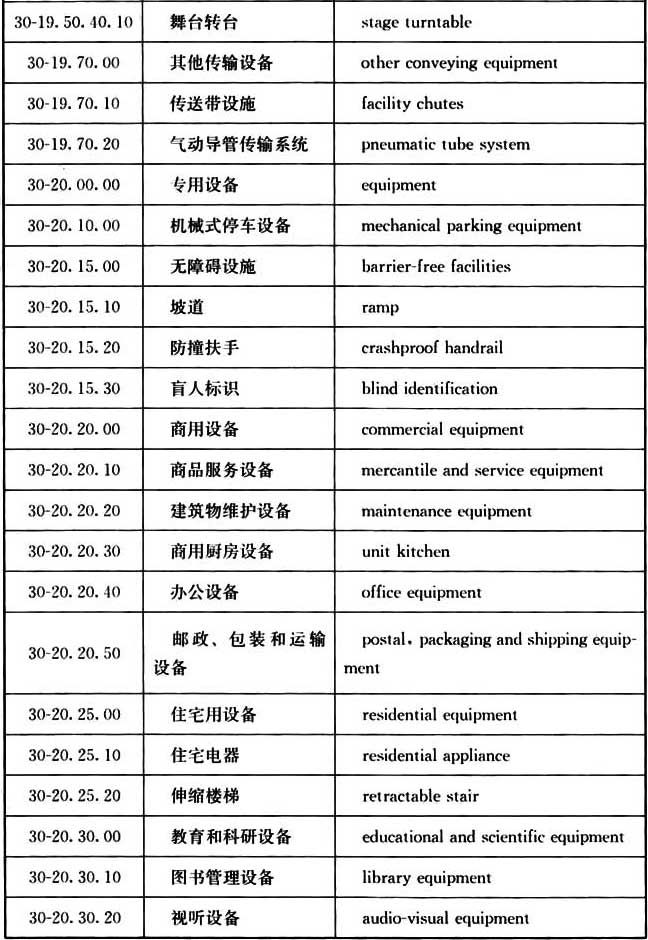 30-19.50.40.10 舞台转台 stage turntable
30-19.70.00 其他传输设备 other conveying equipment
30-19.70.10 传送带设施 facility chutes
30-19.70.20 气动导管传输系统 pneumatic tube system
30-20.00.00 专用设备 equipment
30-20.10.00 机械式停车设备 mechanical parking equipment
30-20.15.00 无障碍设施 barrier-free facilities
30-20.15.10 坡道 ramp
30-20.15.20 防撞扶手 crashproof handrail
30-20.15.30 盲人标识 blind identification
30-20.20.00 商用设备 commercial equipment
30-20.20.10 商品服务设备 mercantile and service equipment
30-20.20.20 建筑物维护设备 maintenance equipment
30-20.20.30 商用厨房设备 unit kitchen
30-20.20.40 办公设备 office equipment
30-20.20.50 邮政、包装和运输 postal, packaging and shipping equip-
设备 ment
30-20.25.00 住宅用设备 residential equipment
30-20.25.10 住宅电器 residential appliance
30-20.25.20 伸缩楼梯 retractable stair
30-20.30.00 教育和科研设备 educational and scientific equipment
30-20.30.10 图书管理设备 library equipment
30-20.30.20 视听设备 audio-visual equipment